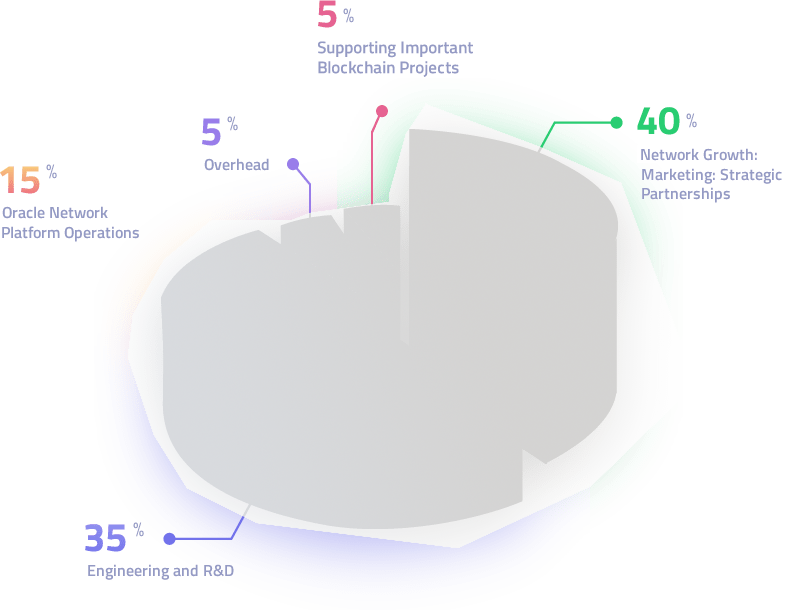 5 %
Supporting Important
Blockchain Projects
40 %
Network Growth:
Marketing: Strategic
Partnerships
5 %
Overhead
15 %
Oracle Network
Platform Operations
35 %
Engineering and R&D